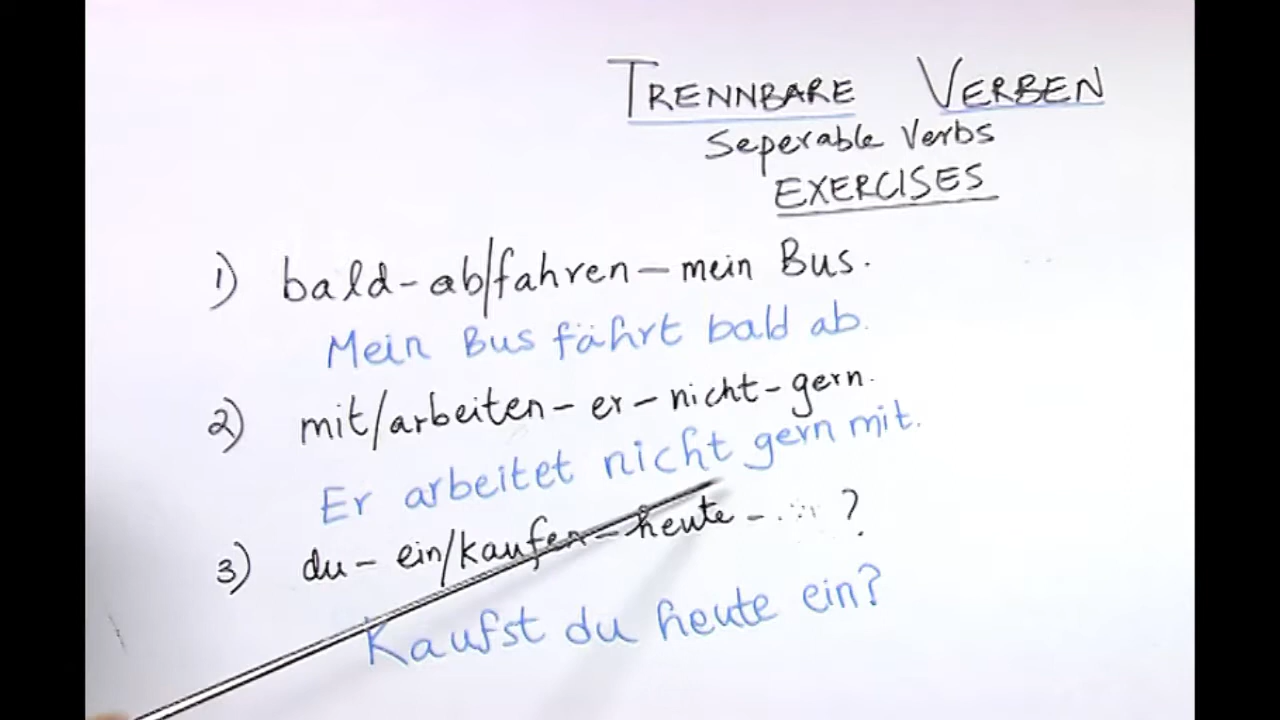 TRENNBARE VERBEN
Seperable Verbs
EXERCISES
1) bald - ab/fahren - mein Bus.
Mein Bus fährt bald ab.
2) mit/arbeiten - er - nicht - gern.
Er arbeitet nicht gern mit.
3) du - ein/kaufen - heute - ?
Kaufst du heute ein?